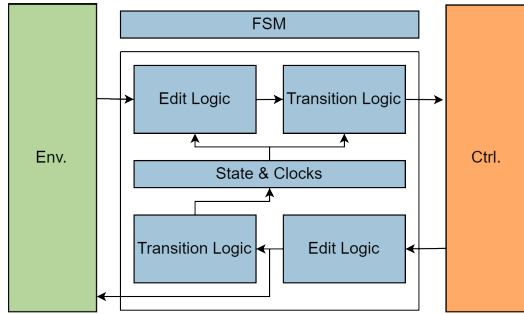 FSM
Edit Logic
Transition Logic
Env.
State & Clocks
Ctrl.
Transition Logic
Edit Logic